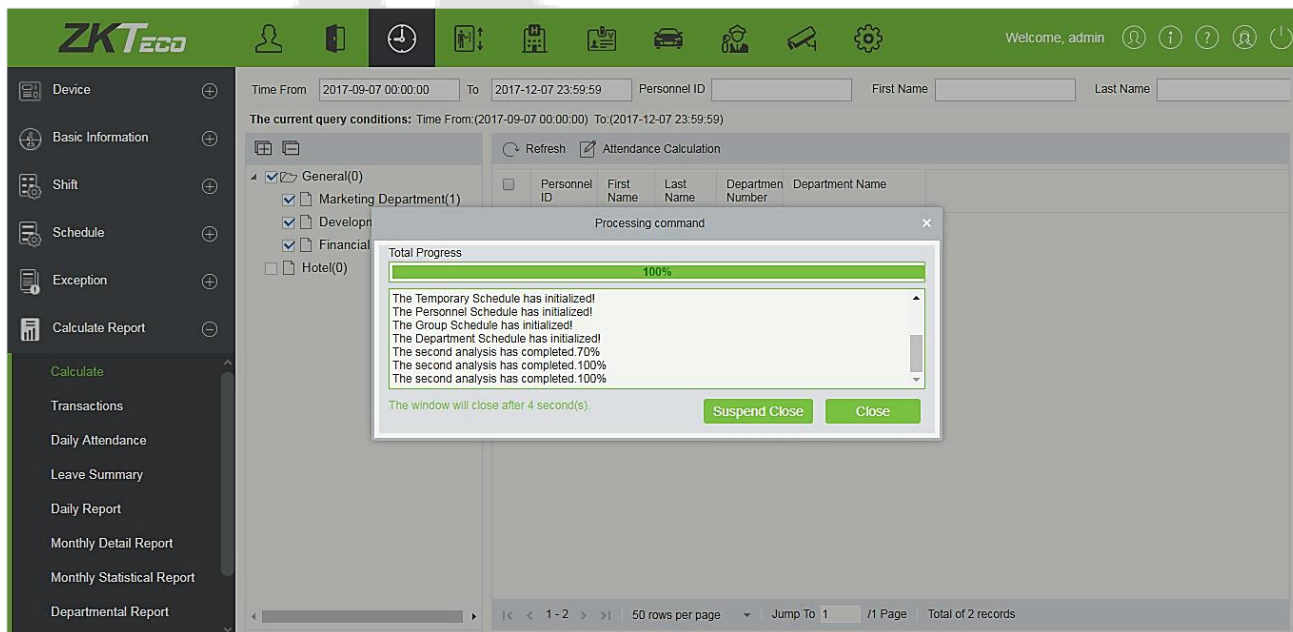 ZKTECO
Welcome, admin
Device
Basic Information
Shift
Schedule
Exception
Calculate Report
Calculate
Transactions
Daily Attendance
Leave Summary
Daily Report
Monthly Detail Report
Monthly Statistical Report
Departmental Report
Time From 2017-09-07 00:00:00 To 2017-12-07 23:59:59 Personnel ID First Name Last Name
The current query conditions: Time From:(2017-09-07 00:00:00) To:(2017-12-07 23:59:59)
General(0)
Marketing Department(1)
Developm
Financial
Hotel(0)
Refresh Attendance Calculation
Personnel ID First Name Last Name Departmen Number Department Name
Processing command
Total Progress
100%
The Temporary Schedule has initialized!
The Personnel Schedule has initialized!
The Group Schedule has initialized!
The Department Schedule has initialized!
The second analysis has completed.70%
The second analysis has completed.100%
The second analysis has completed.100%
The window will close after 4 second(s).
Suspend Close Close
1-2 50 rows per page Jump To 1 /1 Page Total of 2 records